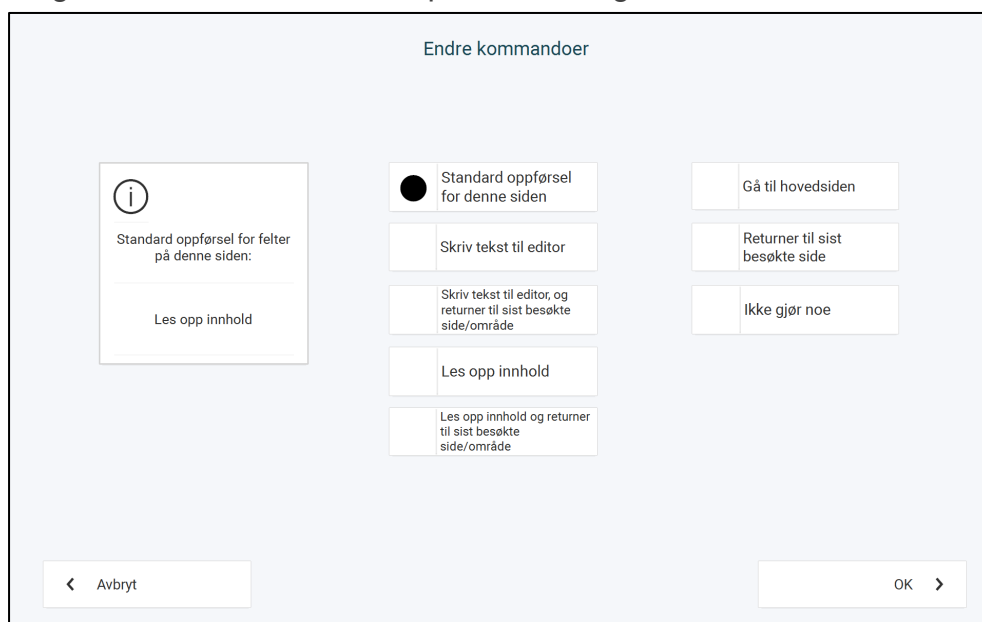 Endre kommandoer
Standard oppførsel for felter
på denne siden:
Les opp innhold
Standard oppførsel
for denne siden
Skriv tekst til editor
Skriv tekst til editor, og
returner til sist besøkte
side/område
Les opp innhold
Les opp innhold og returner
til sist besøkte
side/område
Gå til hovedsiden
Returner til sist
besøkte side
Ikke gjør noe
Avbryt
OK